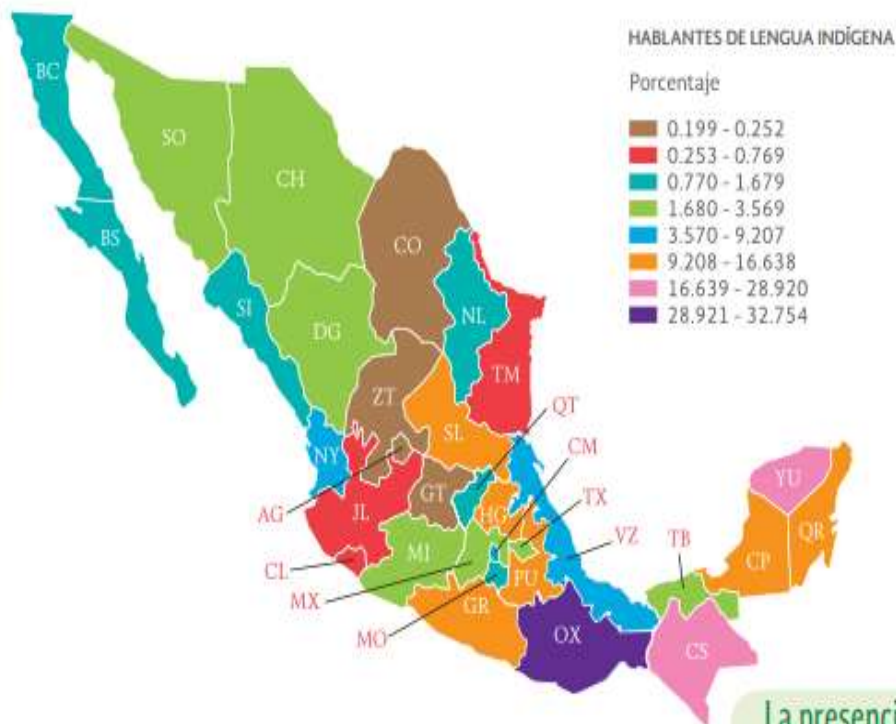 HABLANTES DE LENGUA INDÍGENA
Porcentaje
0.199 - 0.252
0.253 - 0.769
0.770 - 1.679
1.680 - 3.569
3.570 - 9.207
9.208 - 16.638
16.639 - 28.920
28.921 - 32.754
BC
SO
CH
BS
CO
SI
NL
DG
TM
ZT
QT
SL
CM
NY
AG
GT
HG
TX
YU
JL
VZ
TB
QR
CP
MI
CL
PU
MX
GR
MO
OX
CS
La presenci